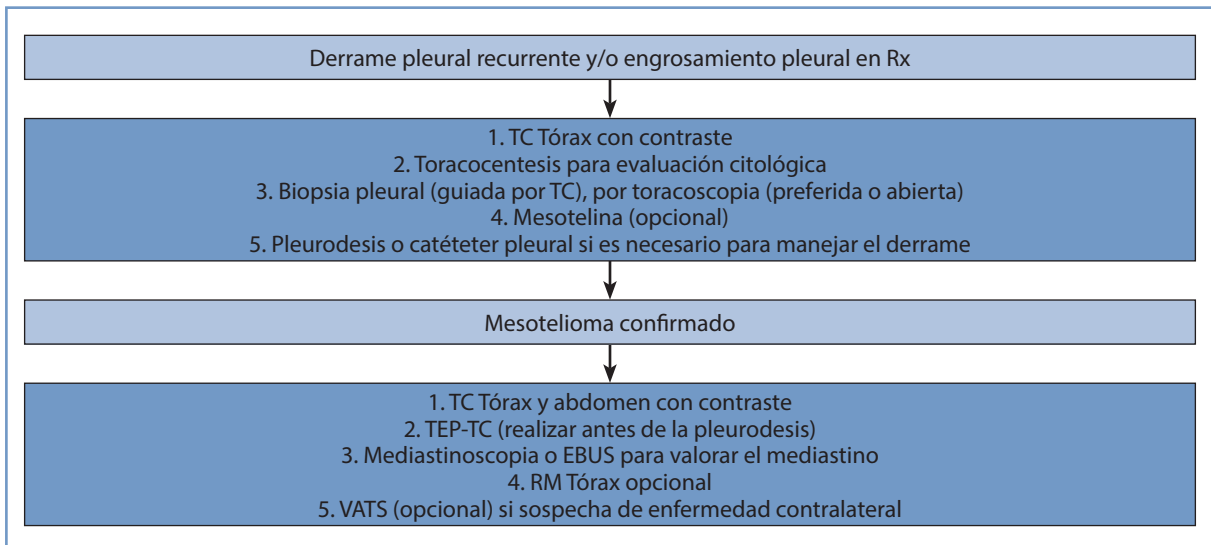 Derrame pleural recurrente y/o engrosamiento pleural en Rx
1. TC Tórax con contraste
2. Toracocentesis para evaluación citológica
3. Biopsia pleural (guiada por TC), por toracoscopia (preferida o abierta)
4. Mesotelina (opcional)
5. Pleurodesis o catéteter pleural si es necesario para manejar el derrame
Mesotelioma confirmado
1. TC Tórax y abdomen con contraste
2. TEP-TC (realizar antes de la pleurodesis)
3. Mediastinoscopia o EBUS para valorar el mediastino
4. RM Tórax opcional
5. VATS (opcional) si sospecha de enfermedad contralateral